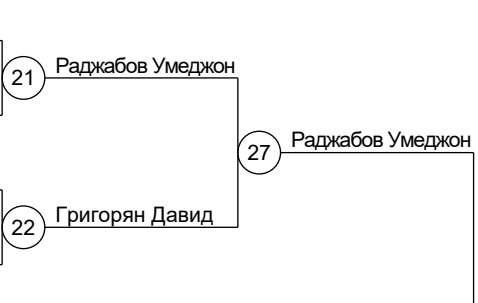 21 Раджабов Умеджон
27 Раджабов Умеджон
22 Григорян Давид